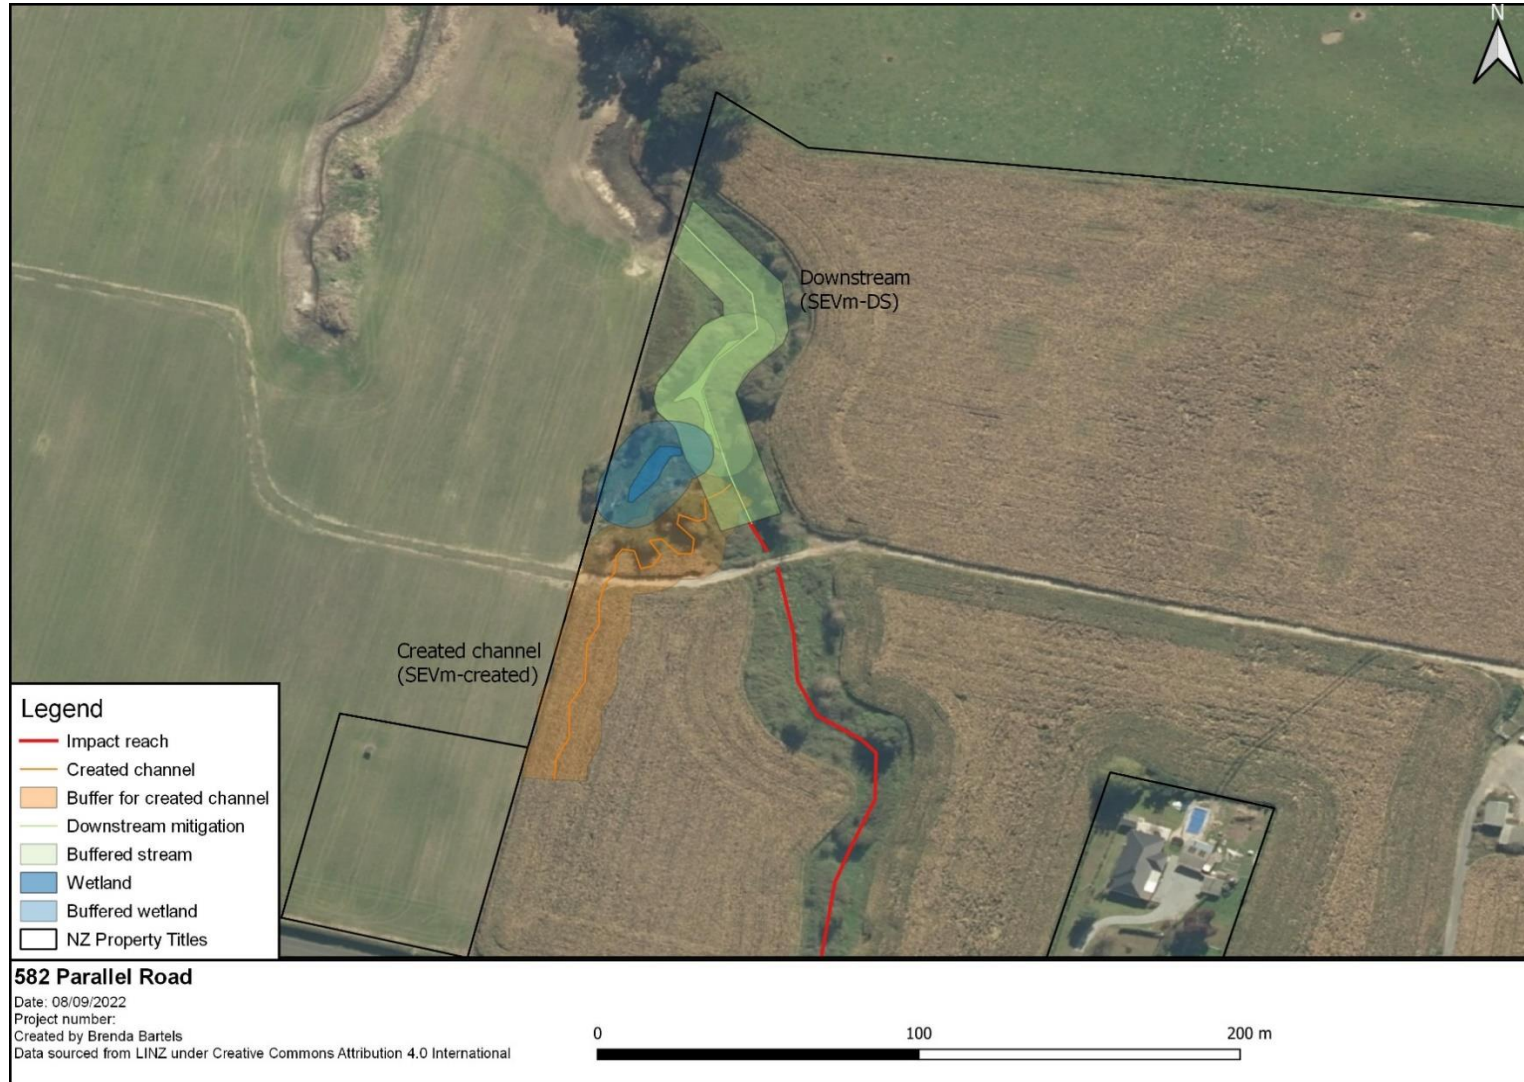 N
Downstream
(SEVm-DS)
Created channel
(SEVm-created)
Legend
Impact reach
Created channel
Buffer for created channel
Downstream mitigation
Buffered stream
Wetland
Buffered wetland
NZ Property Titles
582 Parallel Road
Date: 08/09/2022
Project number:
Created by Brenda Bartels
Data sourced from LINZ under Creative Commons Attribution 4.0 International
0 100 200 m